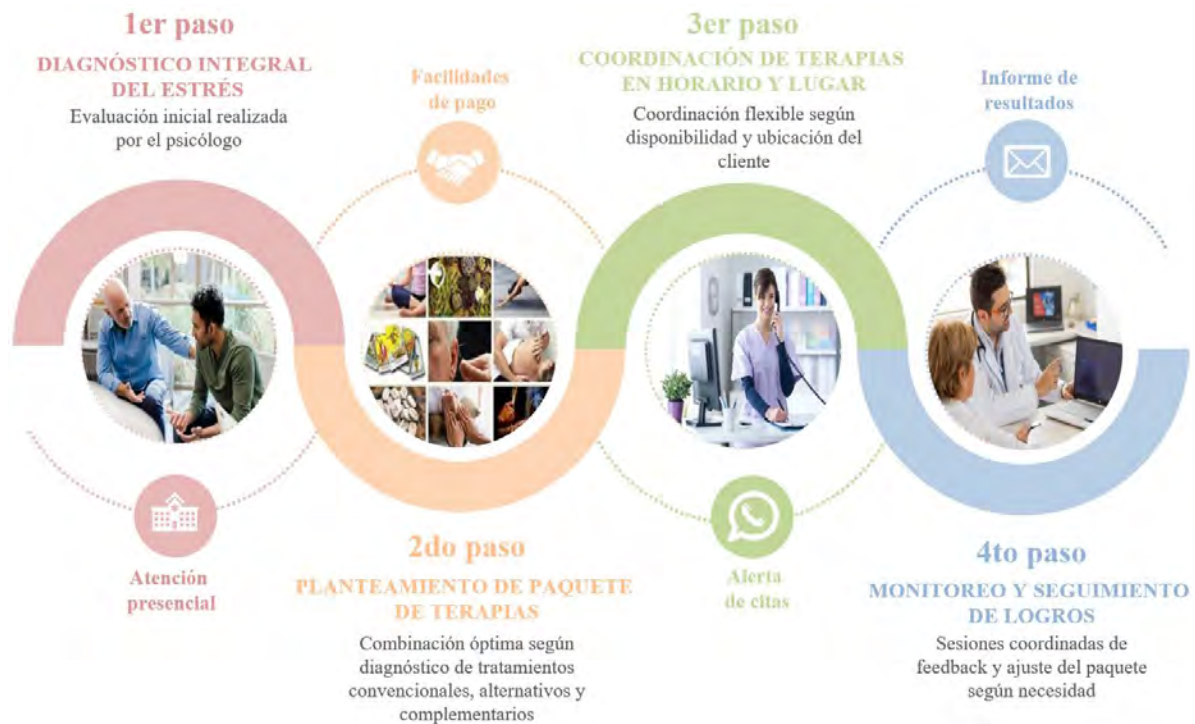 1er paso
DIAGNÓSTICO INTEGRAL
DEL ESTRÉS
Evaluación inicial realizada
por el psicólogo
Atención
presencial
Facilidades
de pago
2do paso
PLANTEAMIENTO DE PAQUETE
DE TERAPIAS
Combinación óptima según
diagnóstico de tratamientos
convencionales, alternativos y
complementarios
3er paso
COORDINACIÓN DE TERAPIAS
EN HORARIO Y LUGAR
Coordinación flexible según
disponibilidad y ubicación del
cliente
Alerta
de citas
Informe de
resultados
4to paso
MONITOREO Y SEGUIMIENTO
DE LOGROS
Sesiones coordinadas de
feedback y ajuste del paquete
según necesidad